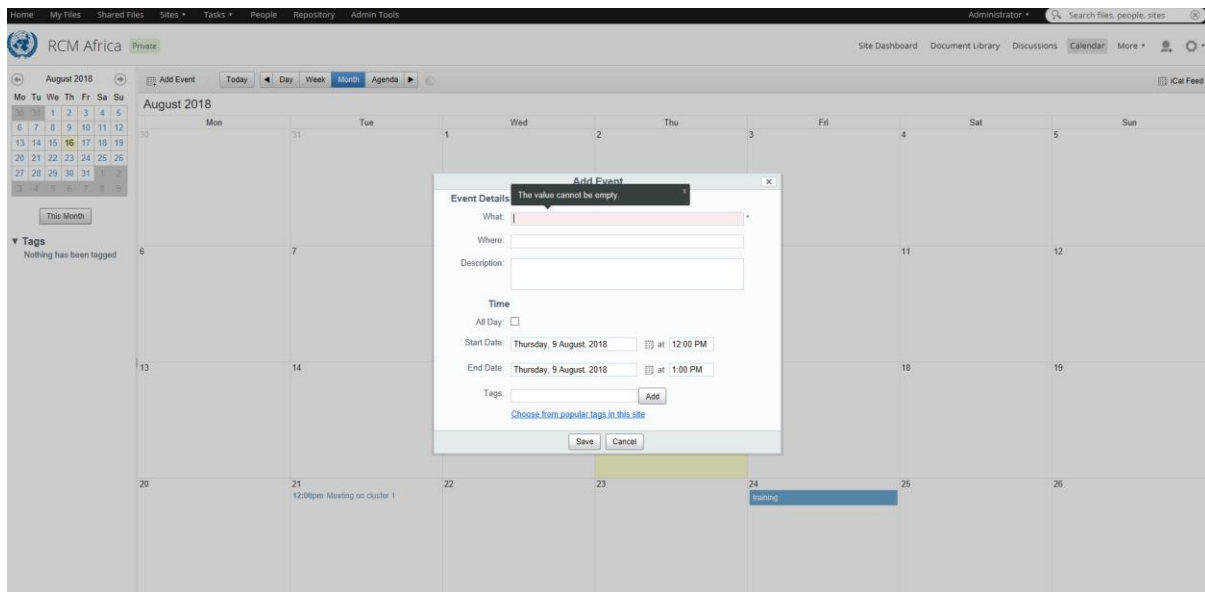 Home My Files Shared Files Sites Tasks People Repository Admin Tools Administrator Search files, people, sites
RCM Africa Private Site Dashboard Document Library Discussions Calendar More
August 2018 Add Event Today Day Week Month Agenda iCal Feed
Mo Tu We Th Fr Sa Su
30 31 1 2 3 4 5
6 7 8 9 10 11 12
13 14 15 16 17 18 19
20 21 22 23 24 25 26
27 28 29 30 31 1 2
3 4 5 6 7 8 9
This Month
Tags
Nothing has been tagged
August 2018
Mon Tue Wed Thu Fri Sat Sun
30 31 1 2 3 4 5
Add Event
The value cannot be empty. x
Event Details
What: *
Where:
Description:
Time
All Day:
Start Date: Thursday, 9 August, 2018 at 12:00 PM
End Date: Thursday, 9 August, 2018 at 1:00 PM
Tags: Add
Choose from popular tags in this site
Save Cancel
6 7 11 12
13 14 18 19
20 21 22 23 24 25 26
12:00pm Meeting on cluster 1 training